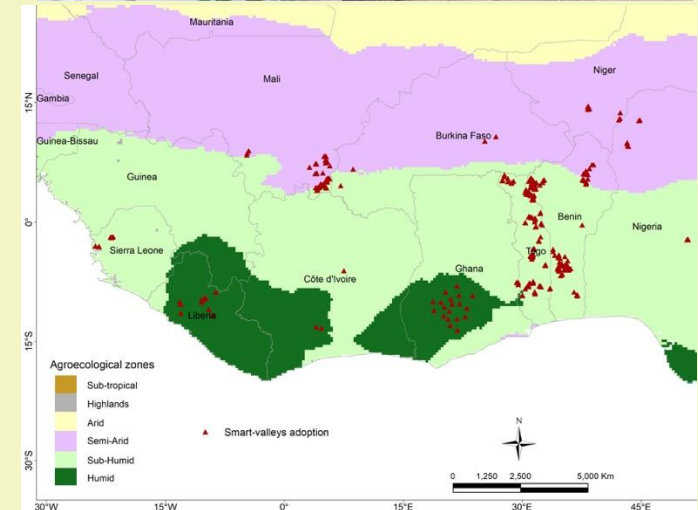 Mauritania
Senegal
Mali
Niger
Gambia
15°N
Burkina Faso
Guinea-Bissau
Guinea
Benin
Nigeria
0°
Sierra Leone
Togo
Côte d'Ivoire
Ghana
Liberia
15°S
Agroecological zones
Sub-tropical
Highlands
Arid
Semi-Arid
Sub-Humid
Humid
Smart-valleys adoption
N
30°S
0 1,250 2,500 5,000 Km
30°W 15°W 0° 15°E 30°E 45°E